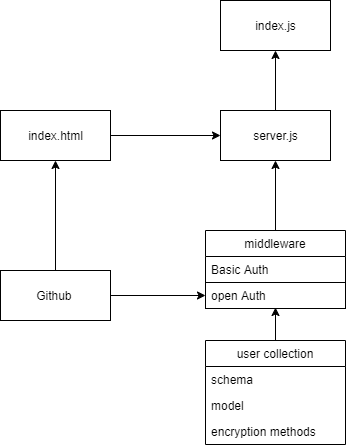 index.js
index.html
server.js
middleware
Basic Auth
Github
open Auth
user collection
schema
model
encryption methods